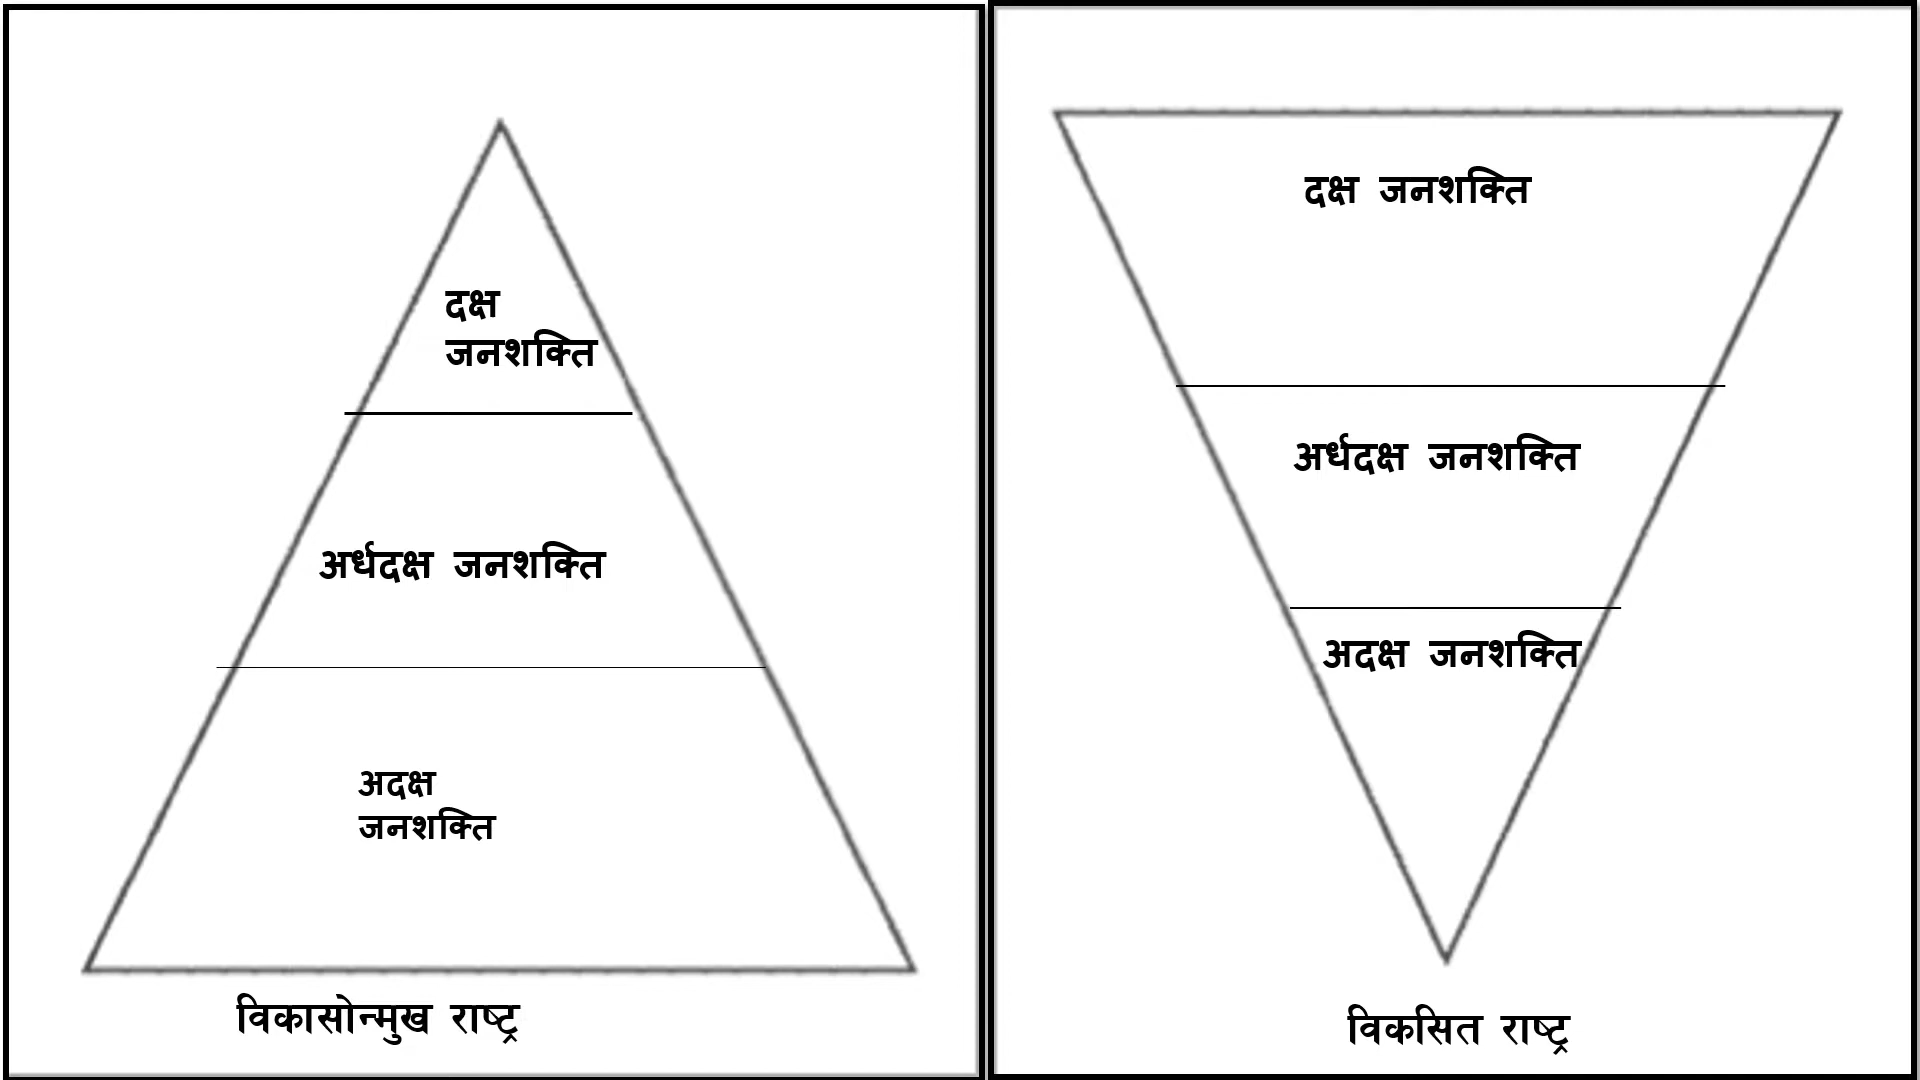 दक्ष
जनशक्ति
अर्धदक्ष जनशक्ति
अदक्ष
जनशक्ति
विकासोन्मुख राष्ट्र
दक्ष जनशक्ति
अर्धदक्ष जनशक्ति
अदक्ष जनशक्ति
विकसित राष्ट्र